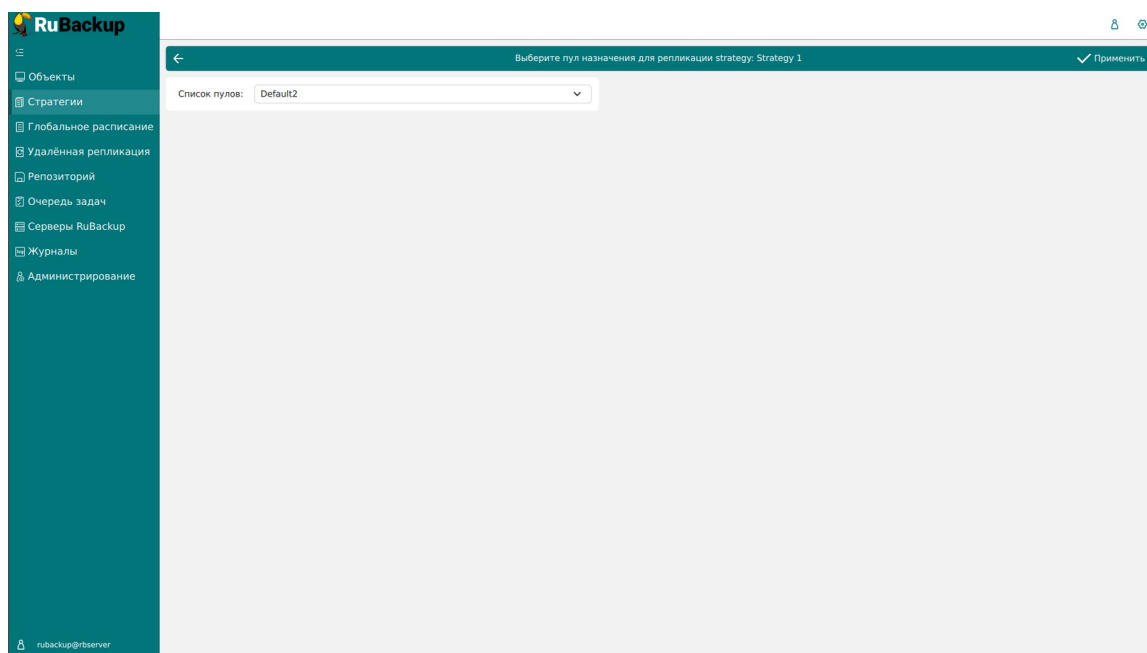 RuBackup
Выберите пул назначения для репликации strategy: Strategy 1
Применить
Объекты
Стратегии
Глобальное расписание
Удалённая репликация
Репозиторий
Очередь задач
Серверы RuBackup
Журналы
Администрирование
Список пулов: Default2
rubackup@rbserver